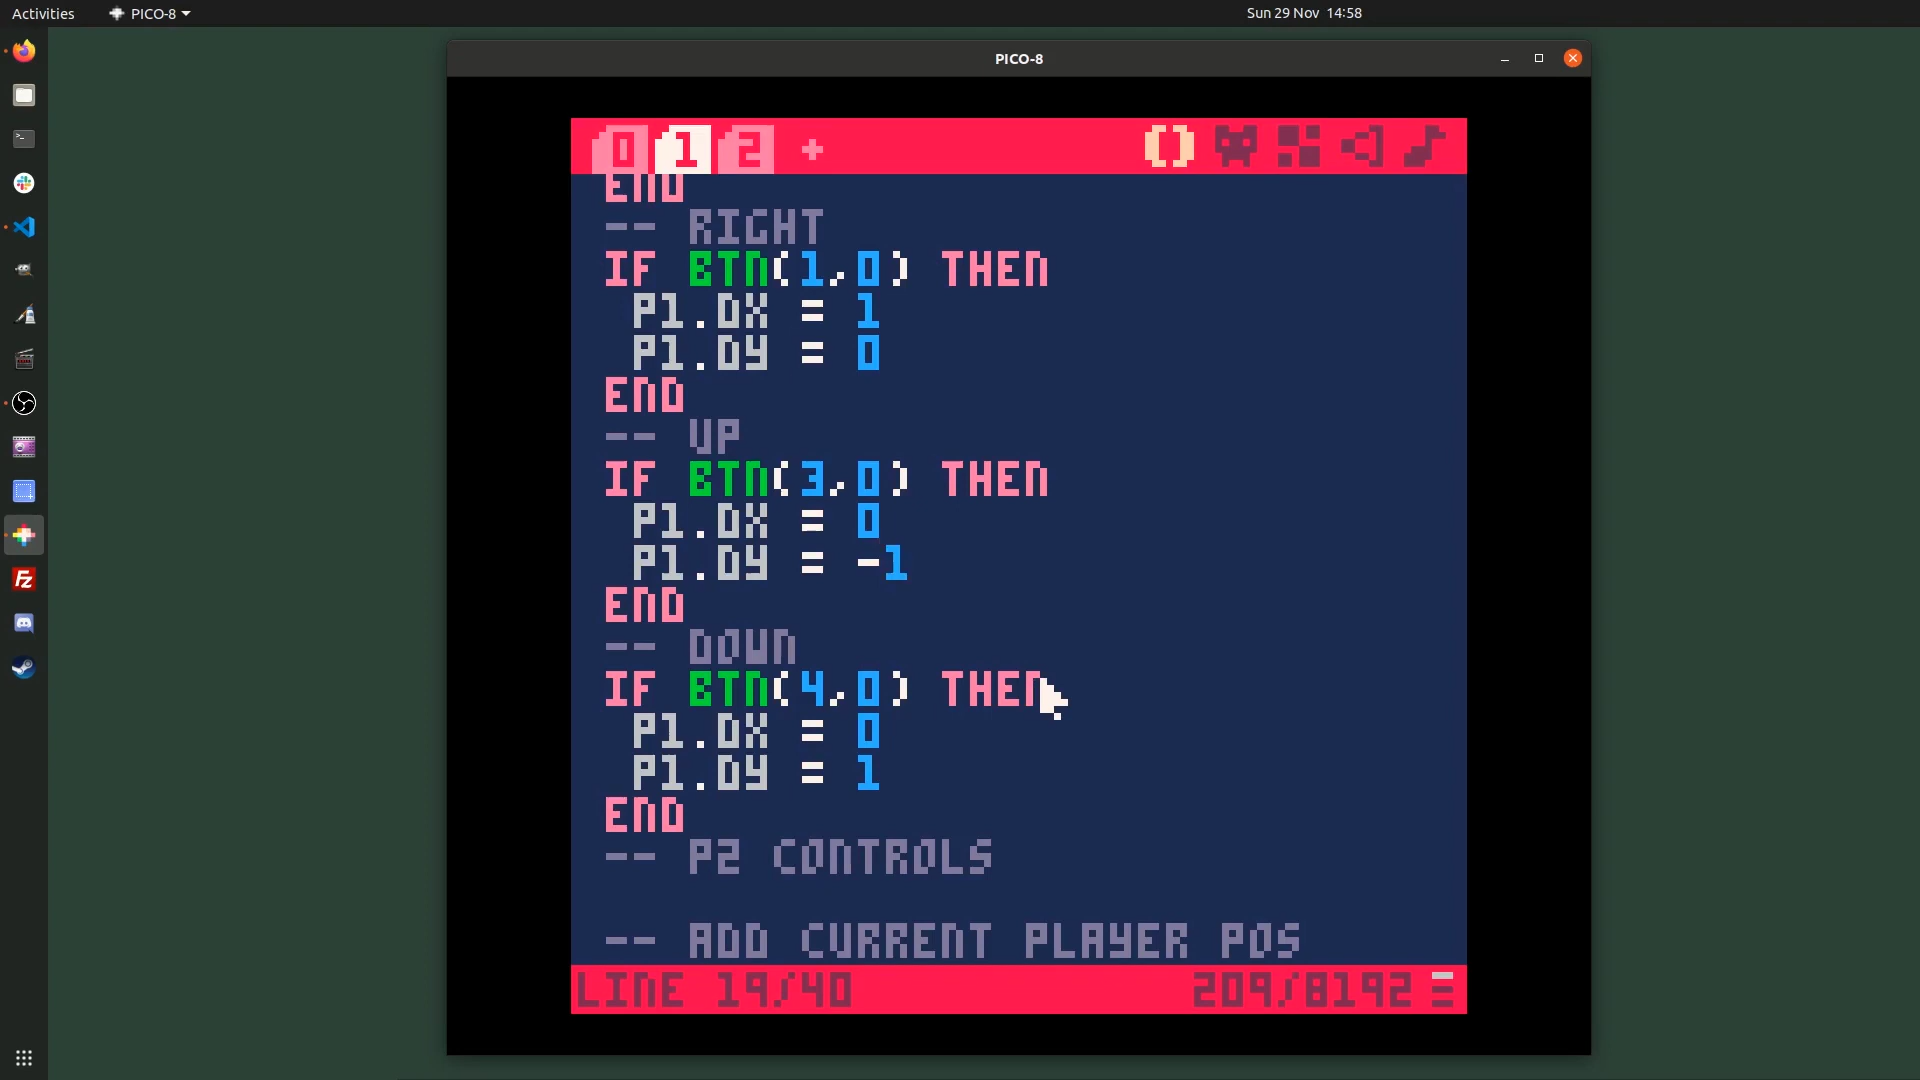 Activities
PICO-8
Sun 29 Nov 14:58
PICO-8
0 1 2 +
END
-- RIGHT
IF BTN(1,0) THEN
P1.DX = 1
P1.DY = 0
END
-- UP
IF BTN(3,0) THEN
P1.DX = 0
P1.DY = -1
END
-- DOWN
IF BTN(4,0) THEN
P1.DX = 0
P1.DY = 1
END
-- P2 CONTROLS
-- ADD CURRENT PLAYER POS
LINE 19/40
209/8192